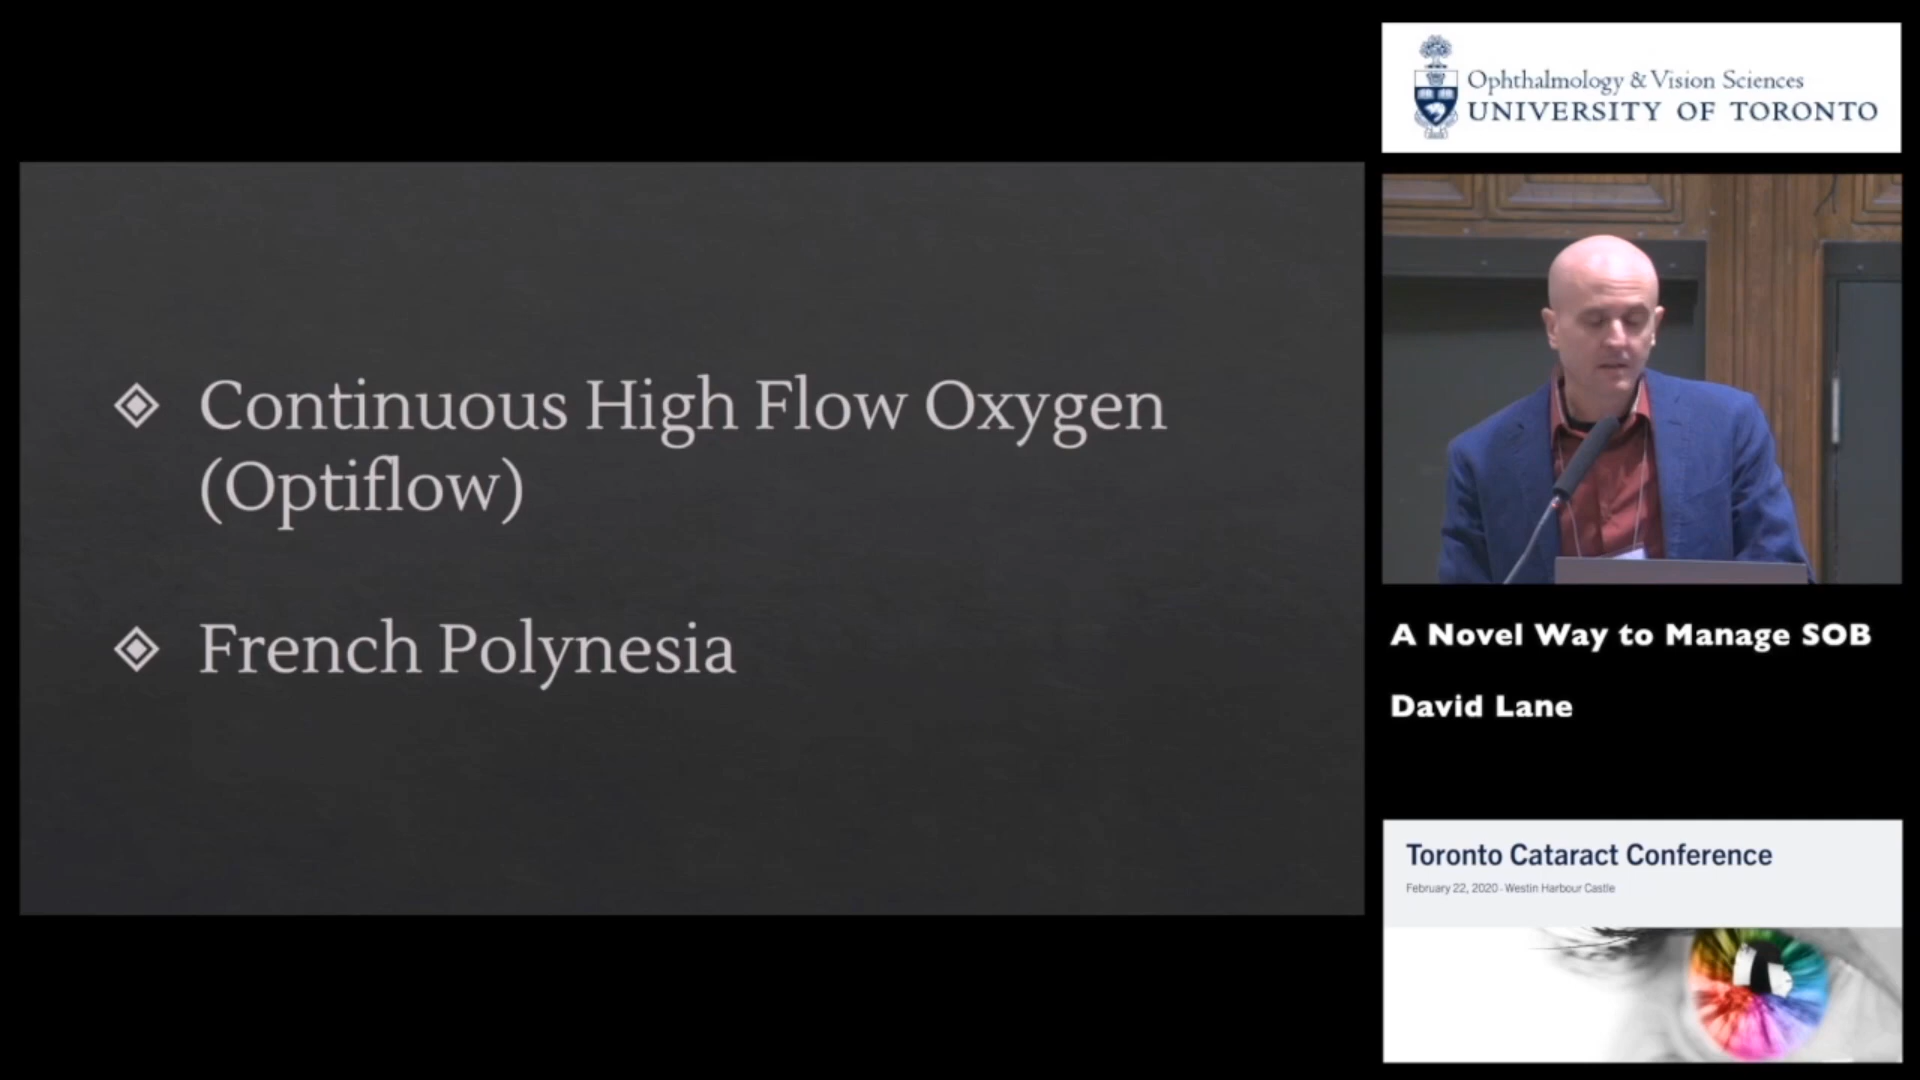 Continuous High Flow Oxygen
(Optiflow)
French Polynesia
Ophthalmology & Vision Sciences
UNIVERSITY OF TORONTO
A Novel Way to Manage SOB
David Lane
Toronto Cataract Conference
February 22, 2020 - Westin Harbour Castle